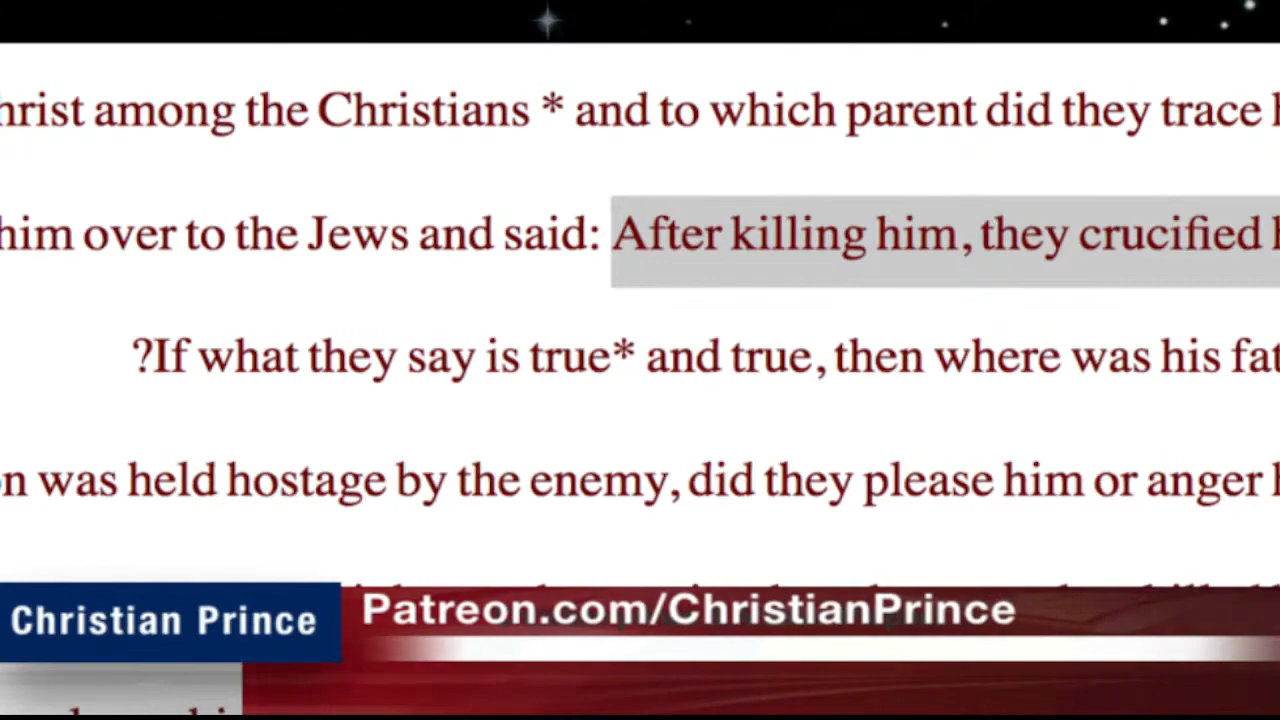 hrist among the Christians * and to which parent did they trace
him over to the Jews and said: After killing him, they crucified
?If what they say is true* and true, then where was his fat
n was held hostage by the enemy, did they please him or anger
Christian Prince
Patreon.com/ChristianPrince